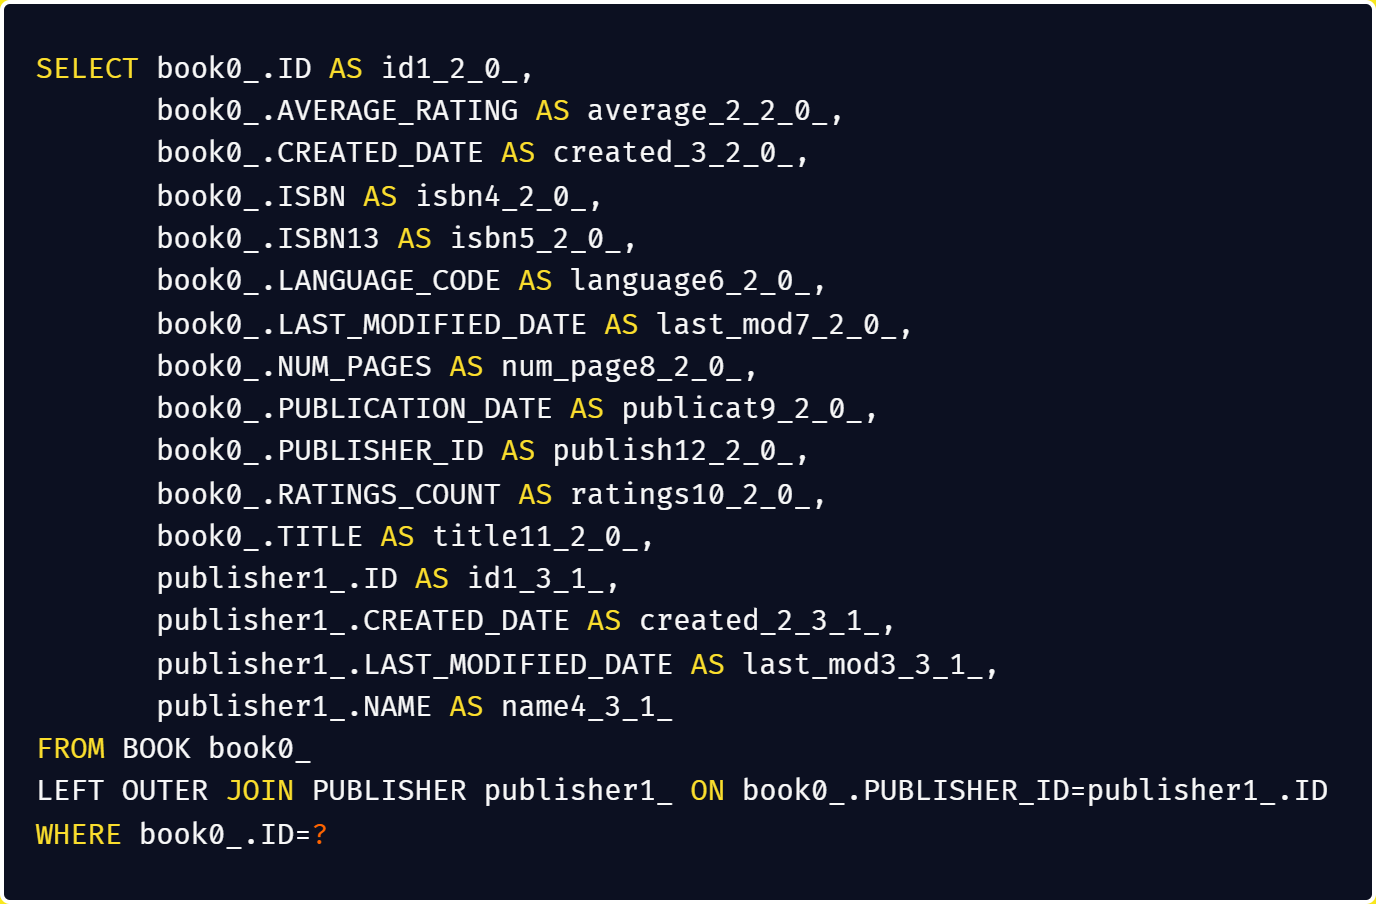 SELECT book0_.ID AS id1_2_0_,
       book0_.AVERAGE_RATING AS average_2_2_0_,
       book0_.CREATED_DATE AS created_3_2_0_,
       book0_.ISBN AS isbn4_2_0_,
       book0_.ISBN13 AS isbn5_2_0_,
       book0_.LANGUAGE_CODE AS language6_2_0_,
       book0_.LAST_MODIFIED_DATE AS last_mod7_2_0_,
       book0_.NUM_PAGES AS num_page8_2_0_,
       book0_.PUBLICATION_DATE AS publicat9_2_0_,
       book0_.PUBLISHER_ID AS publish12_2_0_,
       book0_.RATINGS_COUNT AS ratings10_2_0_,
       book0_.TITLE AS title11_2_0_,
       publisher1_.ID AS id1_3_1_,
       publisher1_.CREATED_DATE AS created_2_3_1_,
       publisher1_.LAST_MODIFIED_DATE AS last_mod3_3_1_,
       publisher1_.NAME AS name4_3_1_
FROM BOOK book0_
LEFT OUTER JOIN PUBLISHER publisher1_ ON book0_.PUBLISHER_ID=publisher1_.ID
WHERE book0_.ID=?